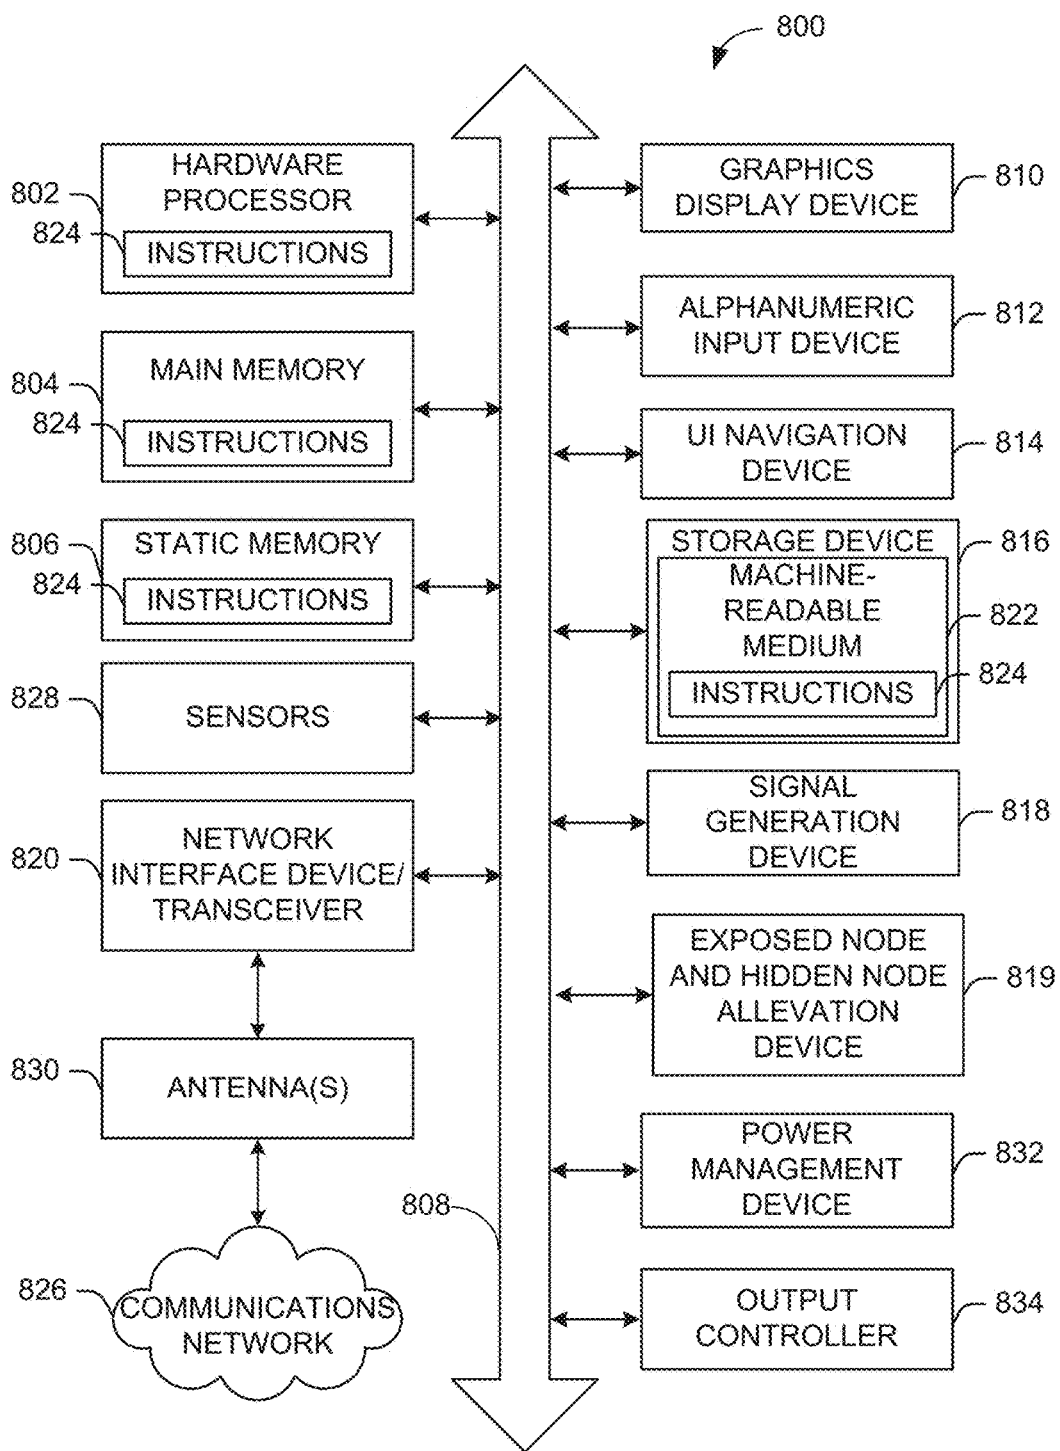 800
HARDWARE
PROCESSOR
802
824
INSTRUCTIONS
MAIN MEMORY
804
824
INSTRUCTIONS
STATIC MEMORY
806
824
INSTRUCTIONS
828
SENSORS
820
NETWORK
INTERFACE DEVICE/
TRANSCEIVER
830
ANTENNA(S)
808
826
COMMUNICATIONS
NETWORK
GRAPHICS
DISPLAY DEVICE
810
ALPHANUMERIC
INPUT DEVICE
812
UI NAVIGATION
DEVICE
814
STORAGE DEVICE
816
MACHINE-
READABLE
MEDIUM
822
INSTRUCTIONS
824
SIGNAL
GENERATION
DEVICE
818
EXPOSED NODE
AND HIDDEN NODE
ALLEVATION
DEVICE
819
POWER
MANAGEMENT
DEVICE
832
OUTPUT
CONTROLLER
834